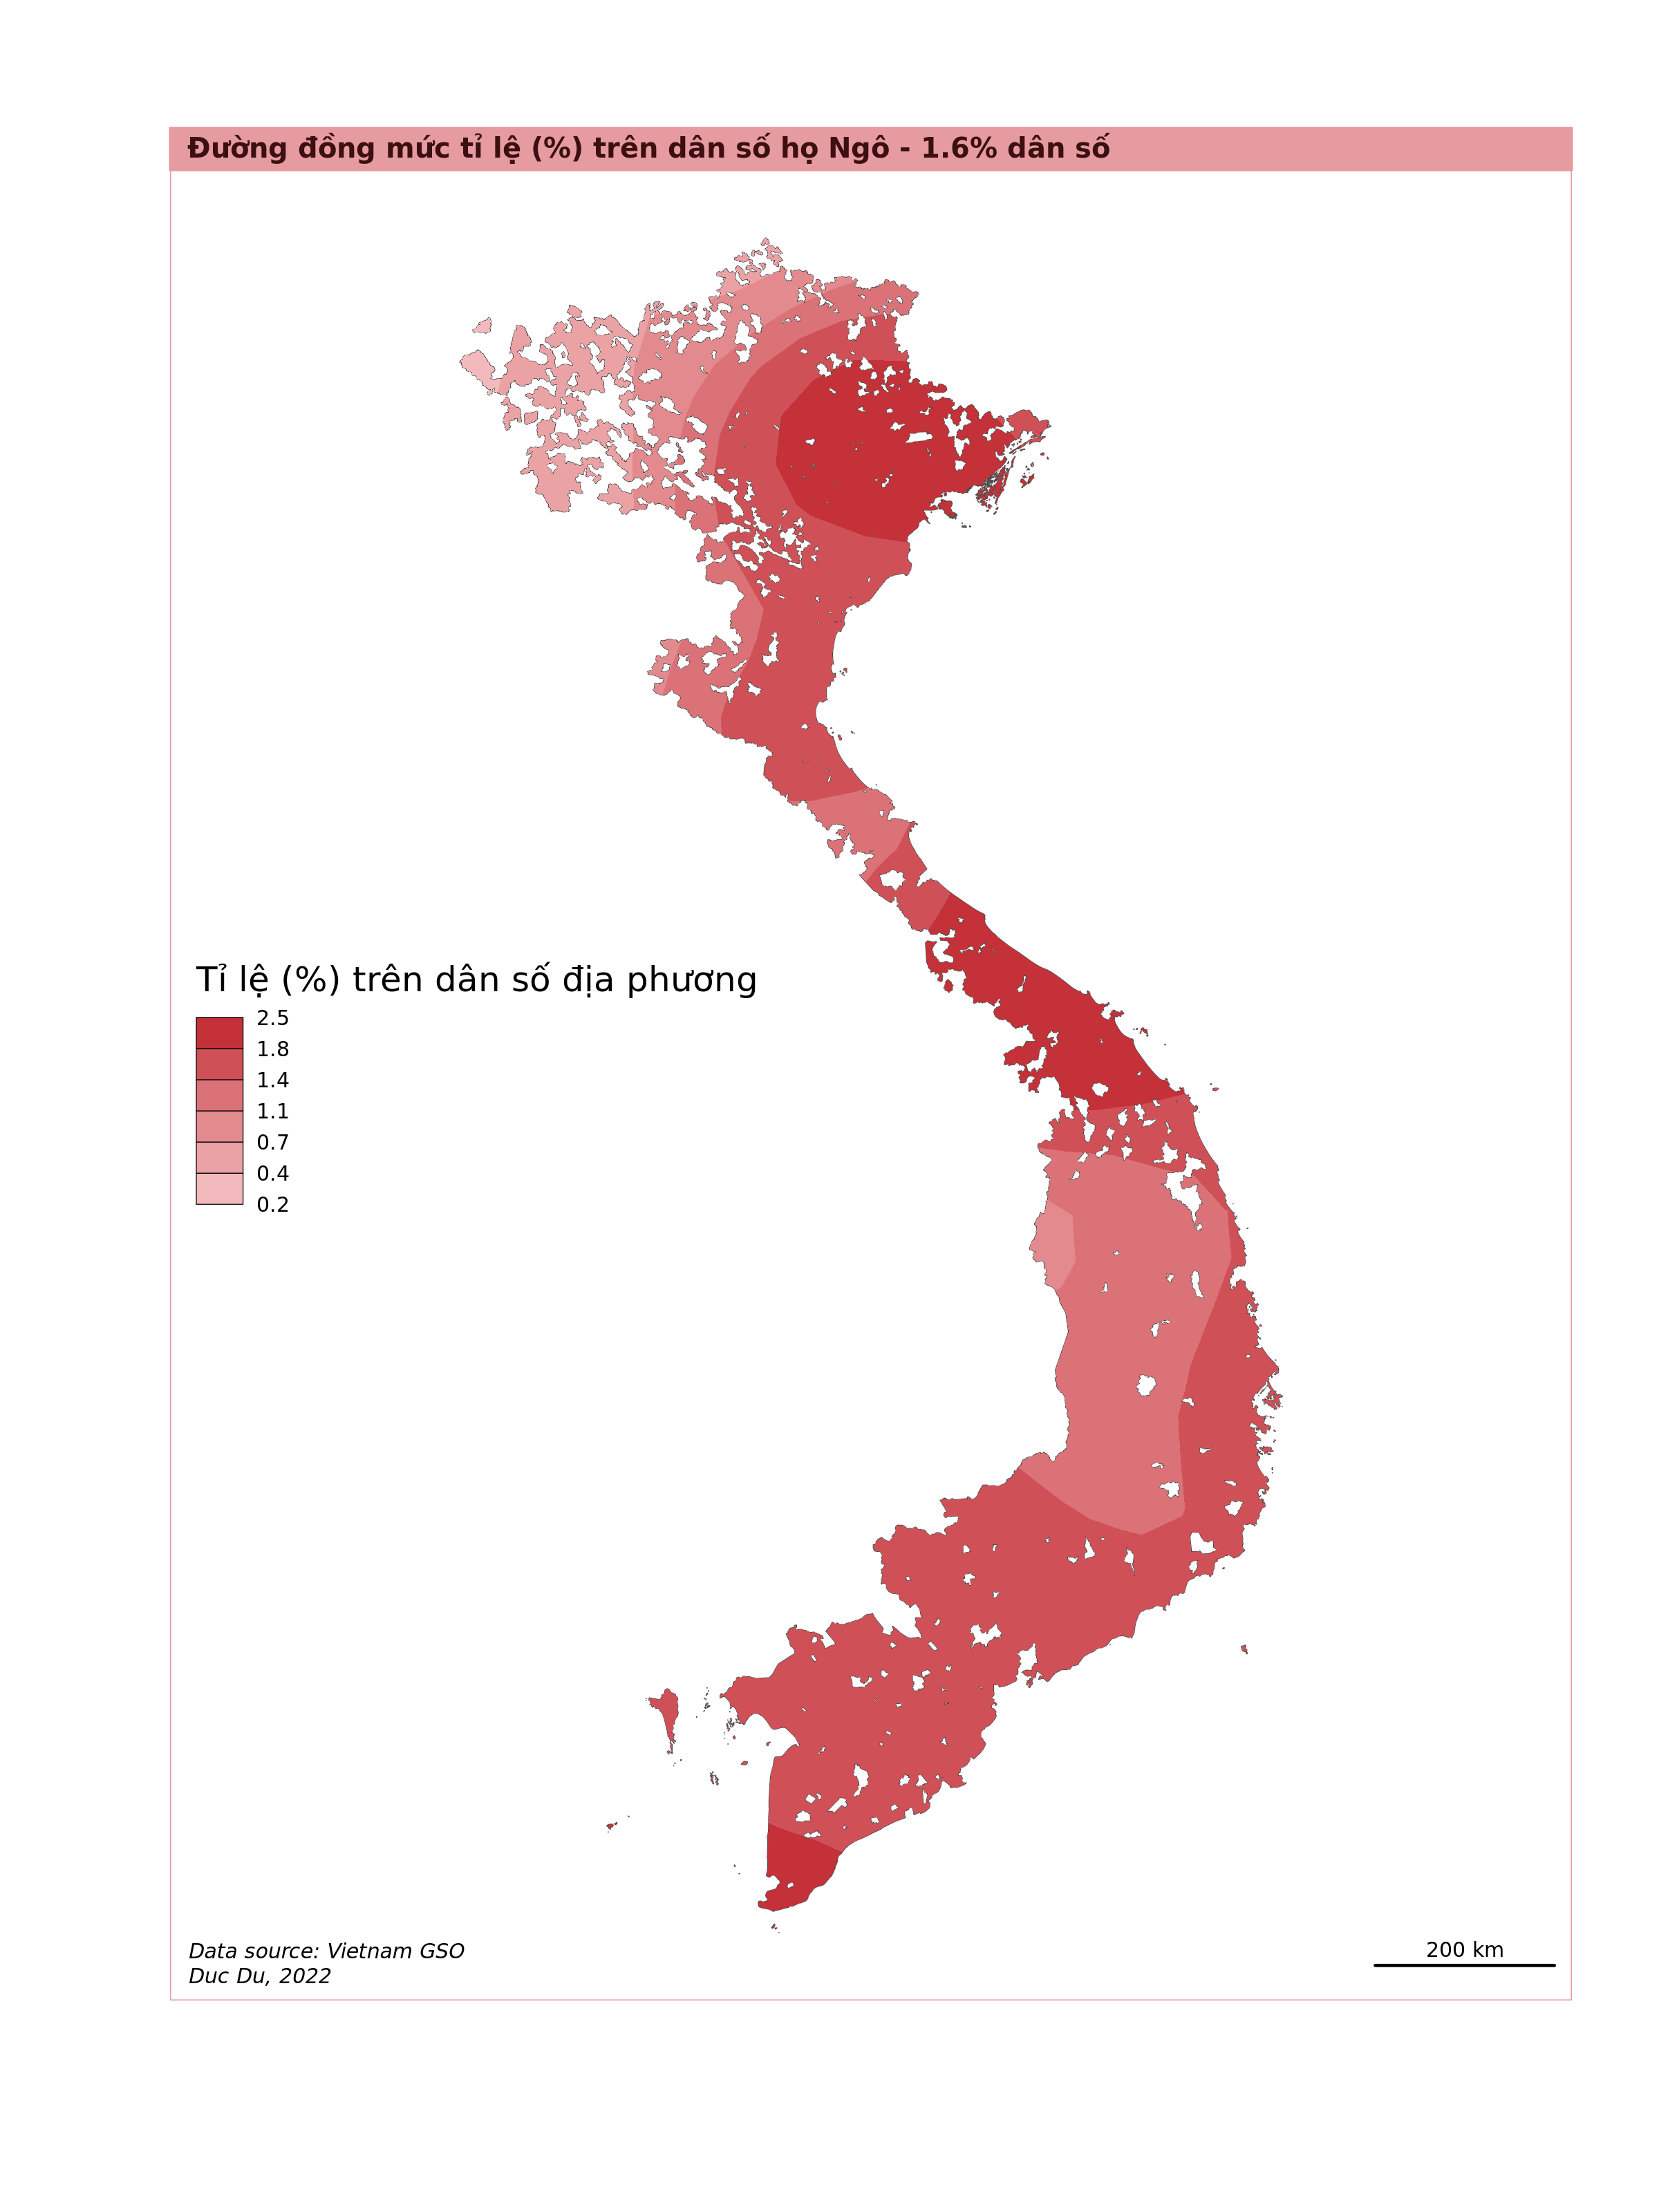 Đường đồng mức tỉ lệ (%) trên dân số họ Ngô - 1.6% dân số
Tỉ lệ (%) trên dân số địa phương
2.5
1.8
1.4
1.1
0.7
0.4
0.2
Data source: Vietnam GSO
Duc Du, 2022
200 km